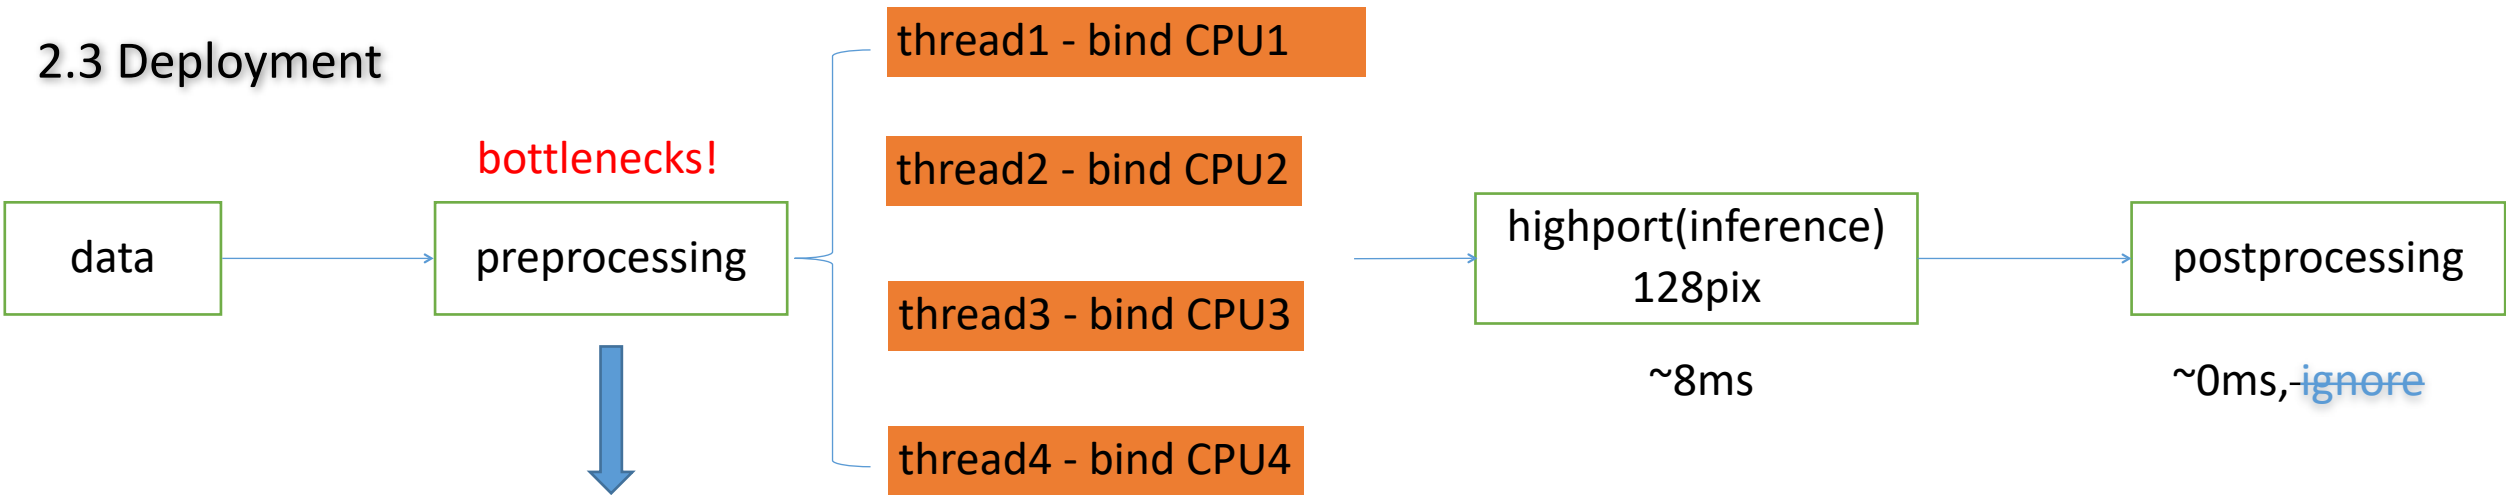 2.3 Deployment
bottlenecks!
data
preprocessing
thread1 - bind CPU1
thread2 - bind CPU2
thread3 - bind CPU3
thread4 - bind CPU4
highport(inference)
128pix
~8ms
postprocessing
~0ms, ignore